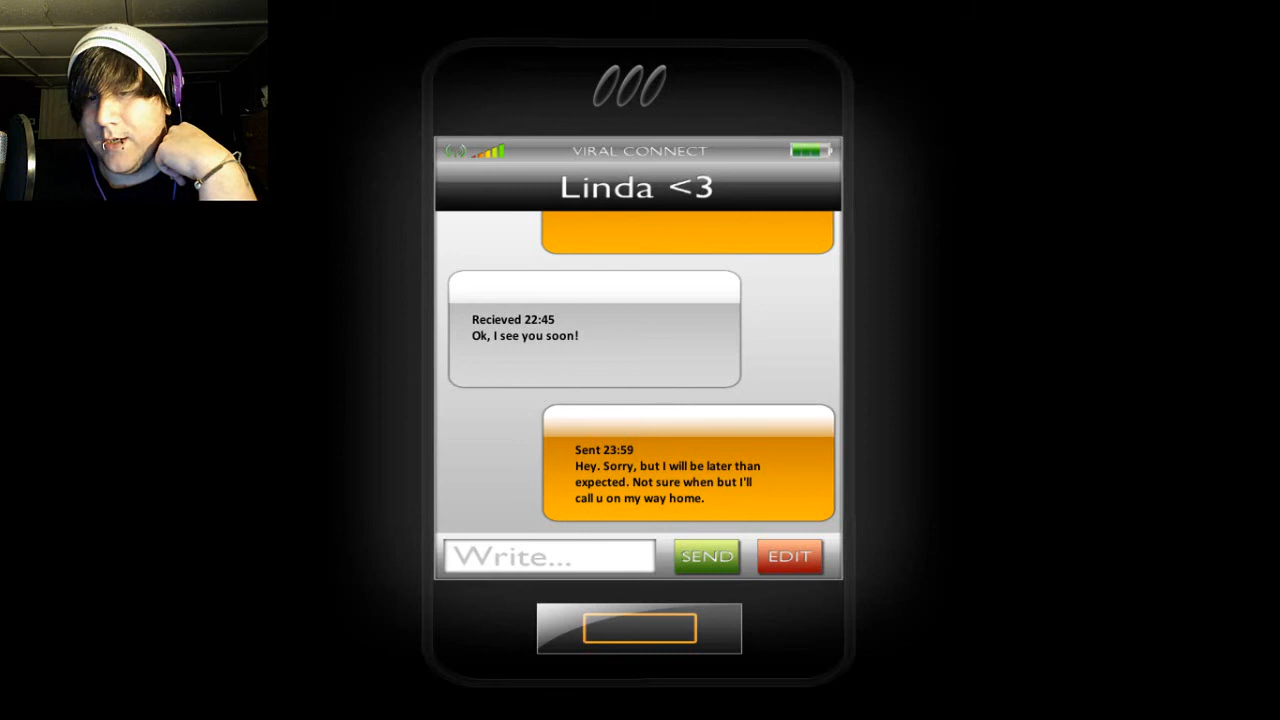 VIRAL CONNECT
Linda <3
Recieved 22:45
Ok, I see you soon!
Sent 23:59
Hey. Sorry, but I will be later than
expected. Not sure when but I'll
call u on my way home.
Write...
SEND
EDIT